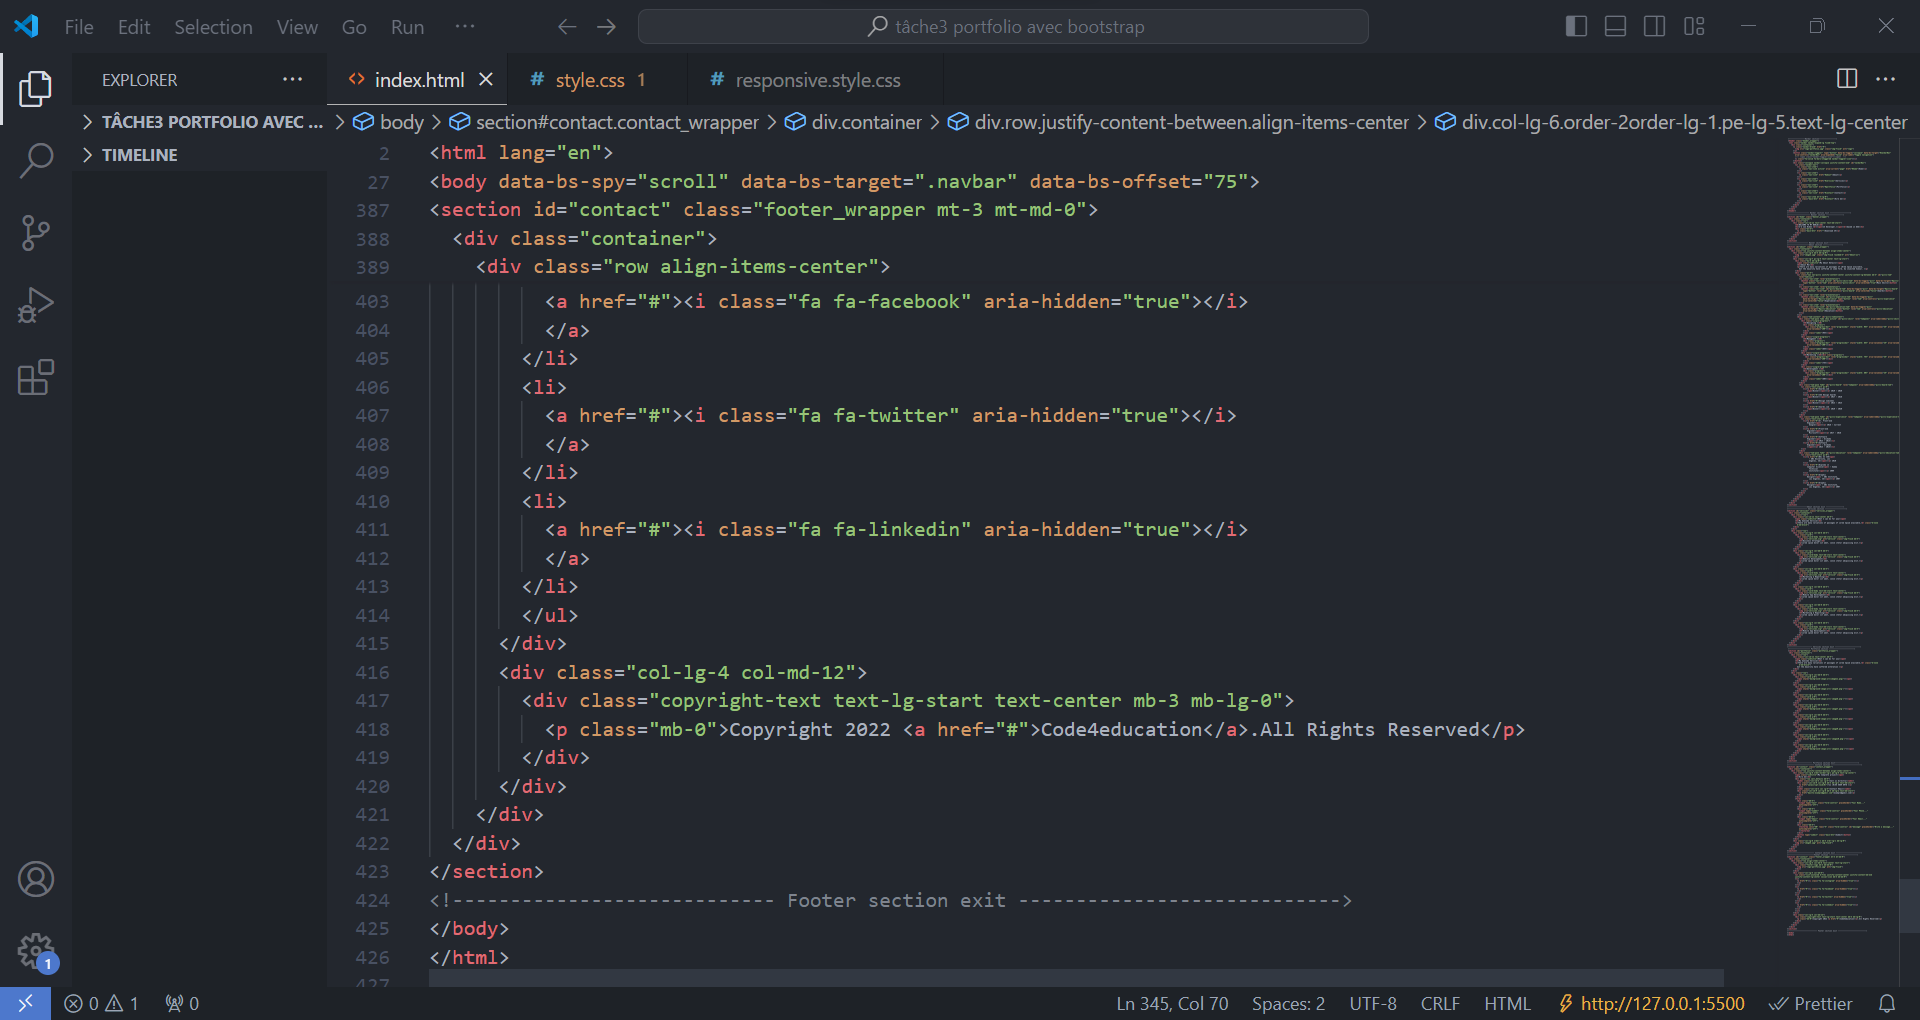 File Edit Selection View Go Run ··· tâche3 portfolio avec bootstrap
EXPLORER ···
index.html
# style.css 1
# responsive.style.css
TÂCHE3 PORTFOLIO AVEC ...
TIMELINE
body > section#contact.contact_wrapper > div.container > div.row.justify-content-between.align-items-center > div.col-lg-6.order-2order-lg-1.pe-lg-5.text-lg-center
2 <html lang="en">
27 <body data-bs-spy="scroll" data-bs-target=".navbar" data-bs-offset="75">
387 <section id="contact" class="footer_wrapper mt-3 mt-md-0">
388 <div class="container">
389 <div class="row align-items-center">
403 <a href="#"><i class="fa fa-facebook" aria-hidden="true"></i>
404 </a>
405 </li>
406 <li>
407 <a href="#"><i class="fa fa-twitter" aria-hidden="true"></i>
408 </a>
409 </li>
410 <li>
411 <a href="#"><i class="fa fa-linkedin" aria-hidden="true"></i>
412 </a>
413 </li>
414 </ul>
415 </div>
416 <div class="col-lg-4 col-md-12">
417 <div class="copyright-text text-lg-start text-center mb-3 mb-lg-0">
418 <p class="mb-0">Copyright 2022 <a href="#">Code4education</a>.All Rights Reserved</p>
419 </div>
420 </div>
421 </div>
422 </div>
423 </section>
424 <!---------------------------- Footer section exit ---------------------------->
425 </body>
426 </html>
427
1
0 1 0 Ln 345, Col 70 Spaces: 2 UTF-8 CRLF HTML http://127.0.0.1:5500 Prettier